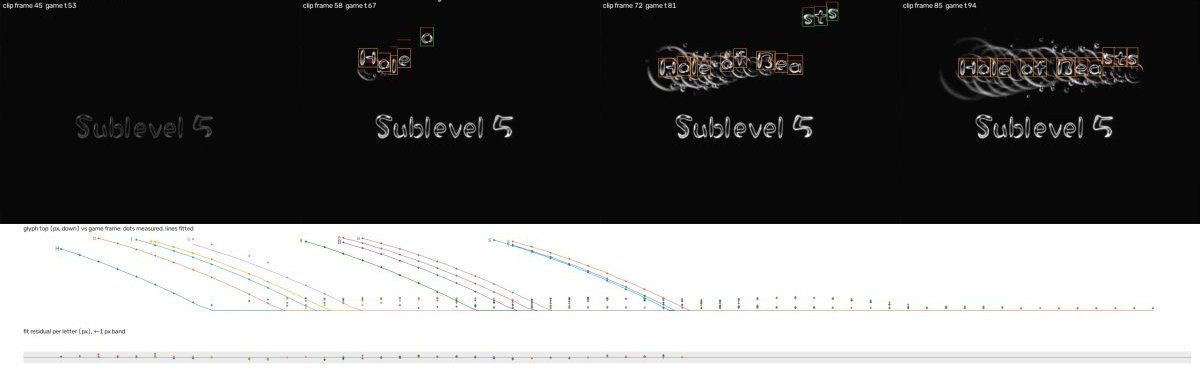 clip frame 45 game t 53
clip frame 58 game t 67
clip frame 72 game t 81
clip frame 85 game t 94
Hole
o
sts
Hole of Bea
Hole of Beasts
Sublevel 5
Sublevel 5
Sublevel 5
Sublevel 5
glyph top (px, down) vs game frame: dots measured, lines fitted
fit residual per letter (px), +-1 px band